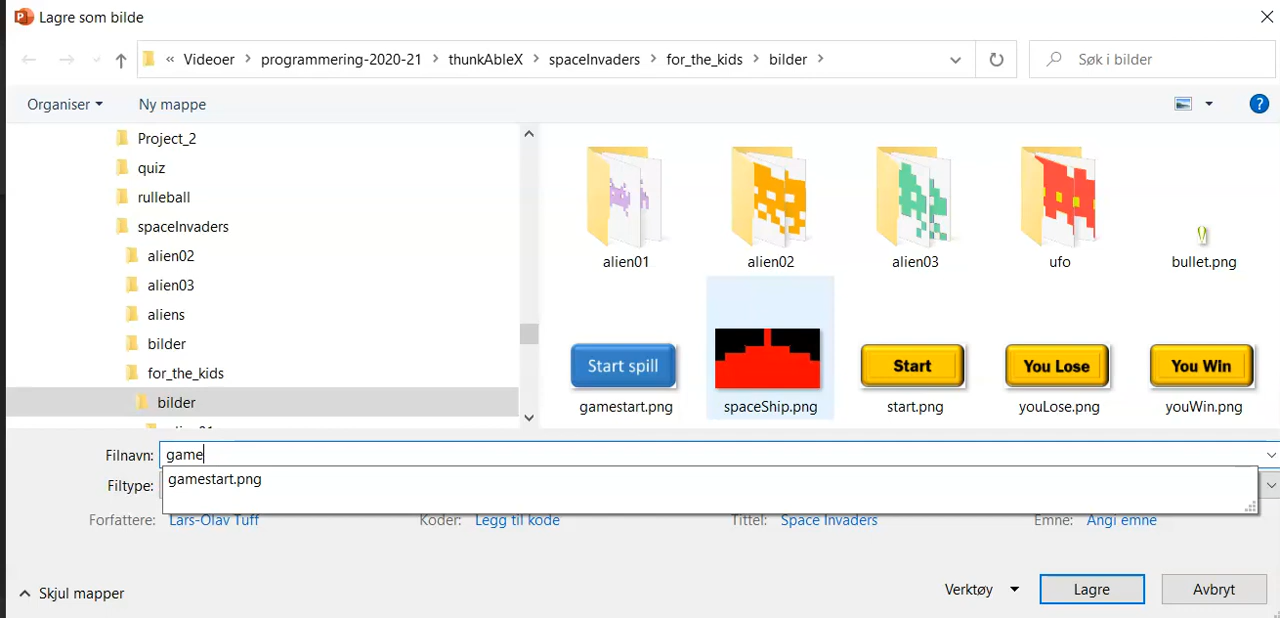 Lagre som bilde
« Videoer > programmering-2020-21 > thunkAbleX > spaceInvaders > for_the_kids > bilder >
Søk i bilder
Organiser
Ny mappe
?
Project_2
quiz
rulleball
spaceInvaders
alien02
alien03
aliens
bilder
for_the_kids
bilder
alien01
alien02
alien03
ufo
bullet.png
Start spill
Start
You Lose
You Win
gamestart.png
spaceShip.png
start.png
youLose.png
youWin.png
Filnavn: game
gamestart.png
Filtype:
Forfattere: Lars-Olav Tuff
Koder: Legg til kode
Tittel: Space Invaders
Emne: Angi emne
Skjul mapper
Verktøy
Lagre
Avbryt